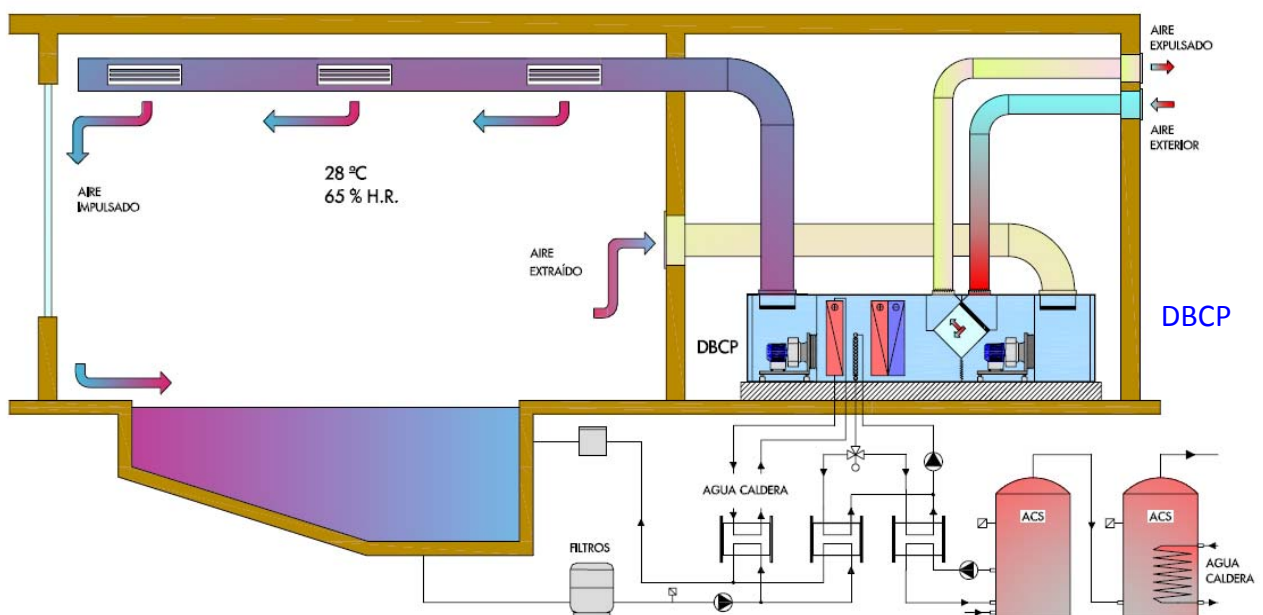 AIRE
EXPULSADO
AIRE
EXTERIOR
28 ºC
65 % H.R.
AIRE
IMPULSADO
AIRE
EXTRAÍDO
DBCP
DBCP
AGUA CALDERA
FILTROS
ACS
ACS
AGUA
CALDERA